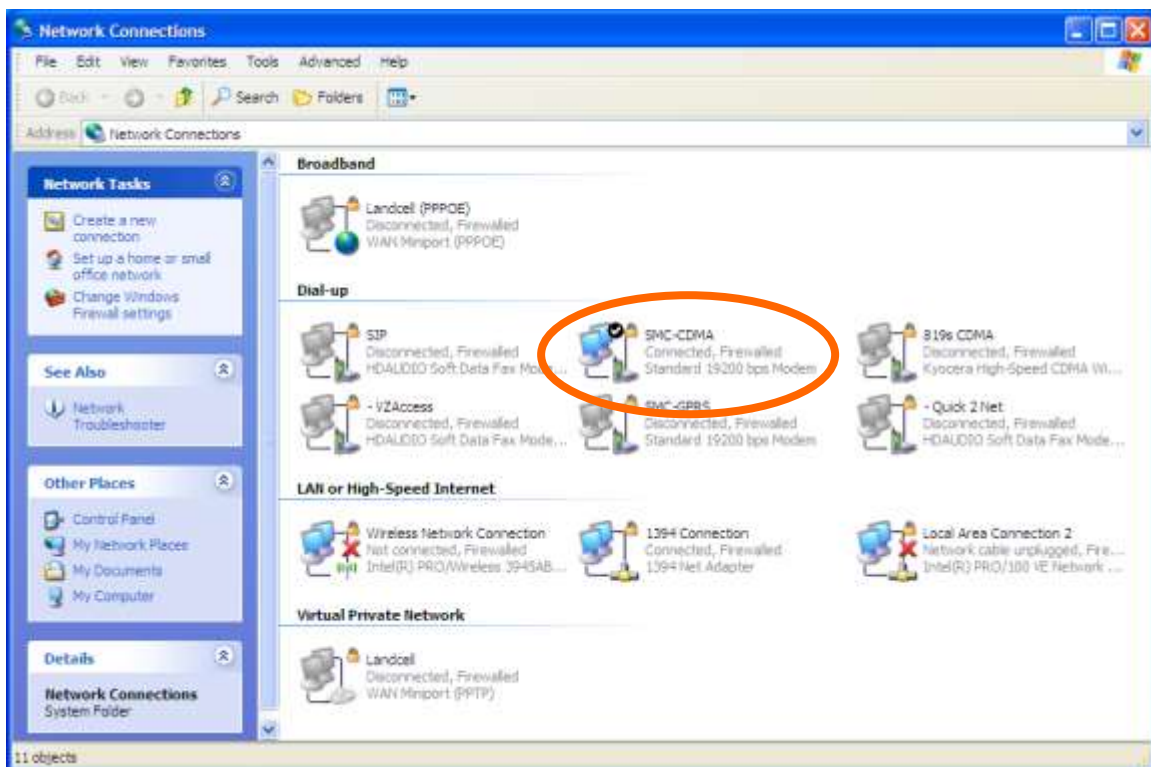 Network Connections
File Edit View Favorites Tools Advanced Help
Back Search Folders
Address Network Connections
Network Tasks
Create a new
connection
Set up a home or small
office network
Change Windows
Firewall settings
See Also
Network
Troubleshooter
Other Places
Control Panel
My Network Places
My Documents
My Computer
Details
Network Connections
System Folder
Broadband
Landcell (PPPOE)
Disconnected, Firewalled
WAN Miniport (PPPOE)
Dial-up
SIP
Disconnected, Firewalled
HDAUDIO Soft Data Fax Mode...
SMC-CDMA
Connected, Firewalled
Standard 19200 bps Modem
819s CDMA
Disconnected, Firewalled
Kyocera High-Speed CDMA Wi...
- VZAccess
Disconnected, Firewalled
HDAUDIO Soft Data Fax Mode...
SMC-GPRS
Disconnected, Firewalled
Standard 19200 bps Modem
- Quick 2 Net
Disconnected, Firewalled
HDAUDIO Soft Data Fax Mode...
LAN or High-Speed Internet
Wireless Network Connection
Not connected, Firewalled
Intel(R) PRO/Wireless 3945AB...
1394 Connection
Connected, Firewalled
1394 Net Adapter
Local Area Connection 2
Network cable unplugged, Fire...
Intel(R) PRO/100 VE Network ...
Virtual Private Network
Landcell
Disconnected, Firewalled
WAN Miniport (PPTP)
11 objects